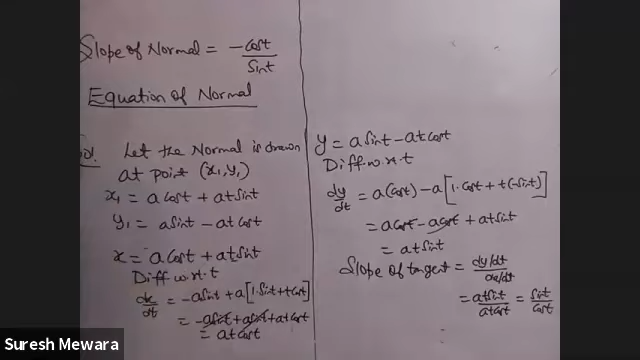 Slope of Normal = -cost/sint
Equation of Normal
Sol. Let the Normal is drawn
at point (x₁,y₁)
x₁ = a cost + at sint
y₁ = a sint - at cost
x = a cost + at sint
Diff w.r.t t
dx/dt = -a sint + a[1.sint + t cost]
= -a sint + a sint + at cost
= at cost
y = a sint - at cost
Diff w.r.t t
dy/dt = a(cost) - a[1.cost + t(-sint)]
= a cost - a cost + at sint
= at sint
Slope of tangent = dy/dt / dx/dt
= at sint / at cost = sint/cost
Suresh Mewara